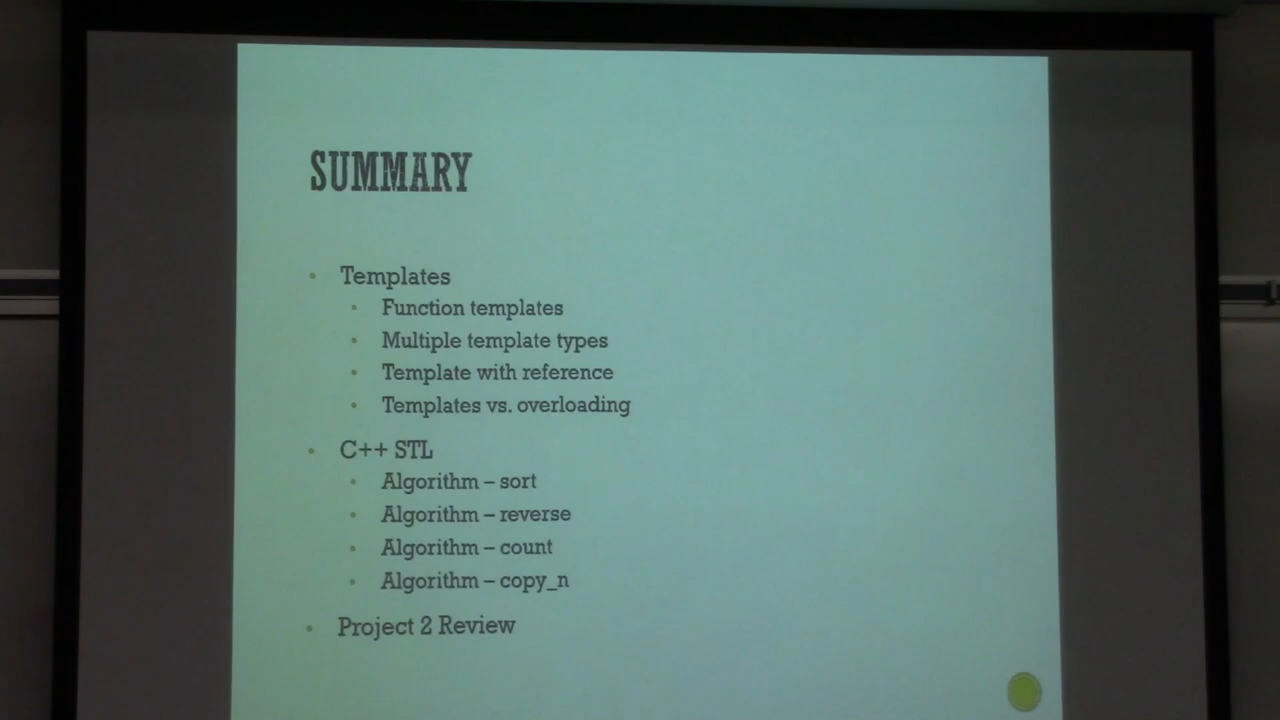 SUMMARY
Templates
Function templates
Multiple template types
Template with reference
Templates vs. overloading
C++ STL
Algorithm – sort
Algorithm – reverse
Algorithm – count
Algorithm – copy_n
Project 2 Review